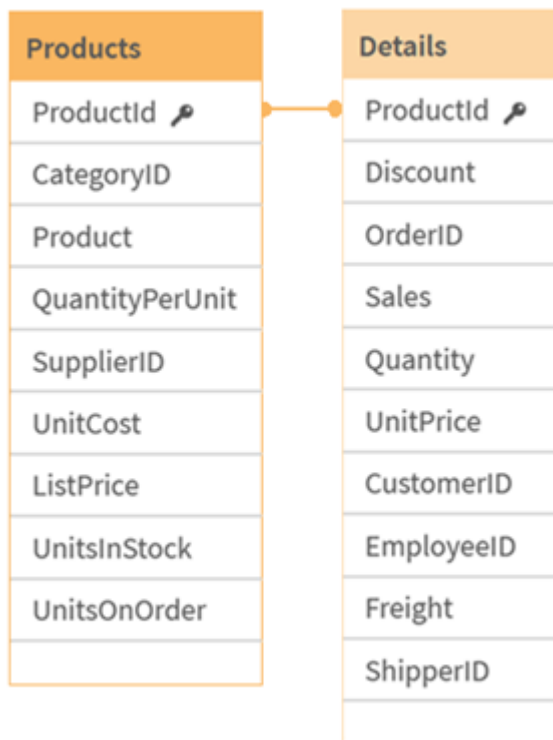 Products
ProductId
CategoryID
Product
QuantityPerUnit
SupplierID
UnitCost
ListPrice
UnitsInStock
UnitsOnOrder
Details
ProductId
Discount
OrderID
Sales
Quantity
UnitPrice
CustomerID
EmployeeID
Freight
ShipperID